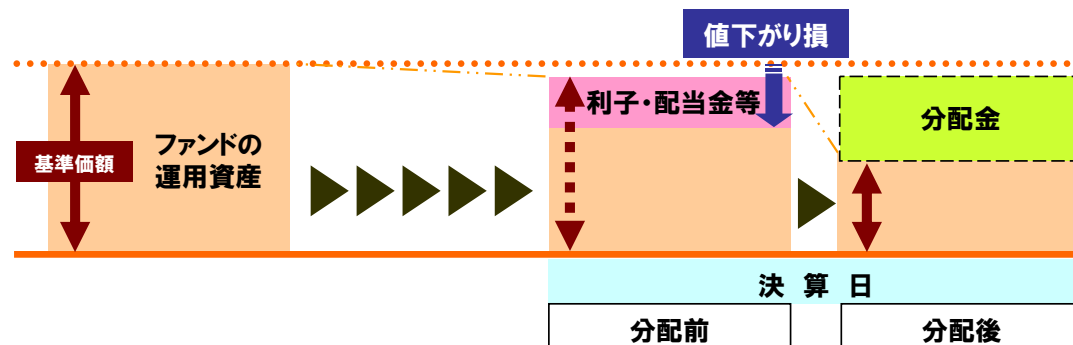 値下がり損
利子・配当金等
分配金
ファンドの
運用資産
基準価額
決 算 日
分配前
分配後